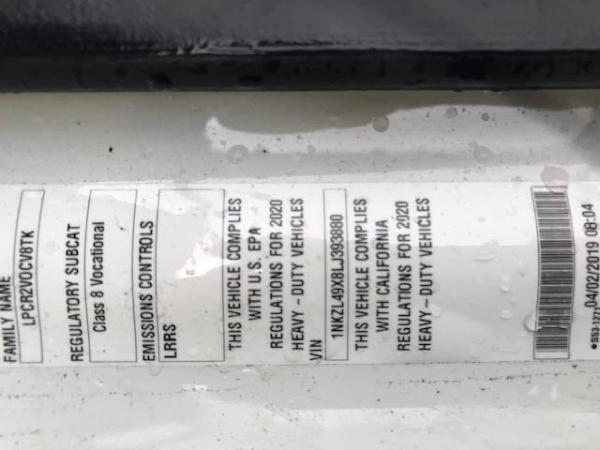 FAMILY NAME
LPCR2VOCV8TK
REGULATORY SUBCAT
Class 8 Vocational
EMISSIONS CONTROLS
LRRS
THIS VEHICLE COMPLIES
WITH U.S. EPA
REGULATIONS FOR 2020
HEAVY - DUTY VEHICLES
VIN
1NKZL49X8LJ393880
THIS VEHICLE COMPLIES
WITH CALIFORNIA
REGULATIONS FOR 2020
HEAVY - DUTY VEHICLES
04/02/2019 08:04